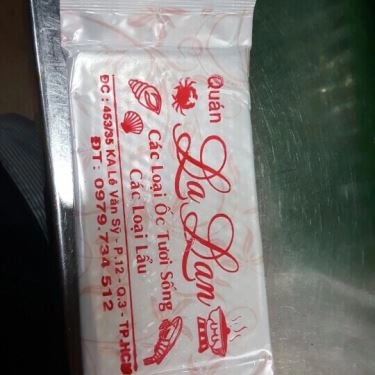 Quán
La Lan
Các Loại Ốc Tươi Sống
Các Loại Lẩu
ĐC : 453/35 KA Lê Văn Sỹ - P.12 - Q.3 - TP.HCM
ĐT: 0979.734.512